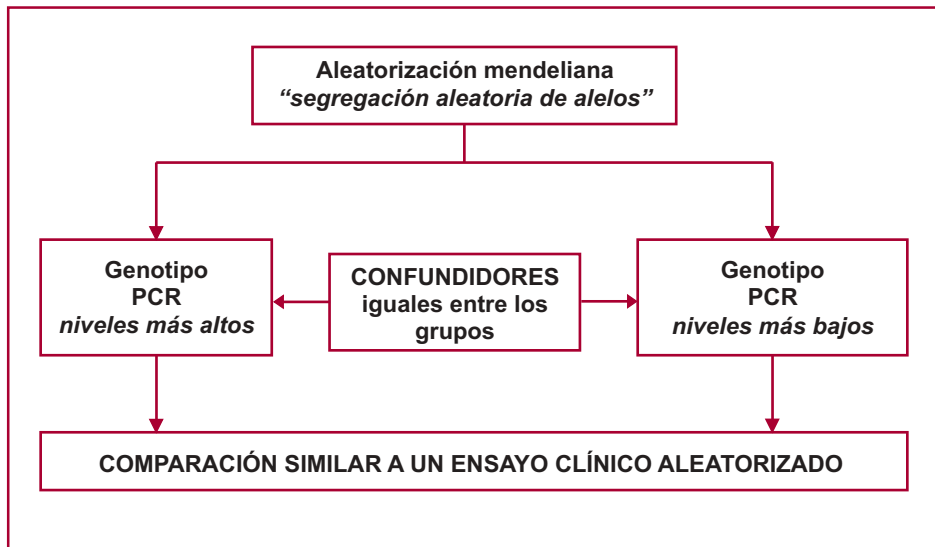 Aleatorización mendeliana
“segregación aleatoria de alelos”
Genotipo
PCR
niveles más altos
CONFUNDIDORES
iguales entre los
grupos
Genotipo
PCR
niveles más bajos
COMPARACIÓN SIMILAR A UN ENSAYO CLÍNICO ALEATORIZADO